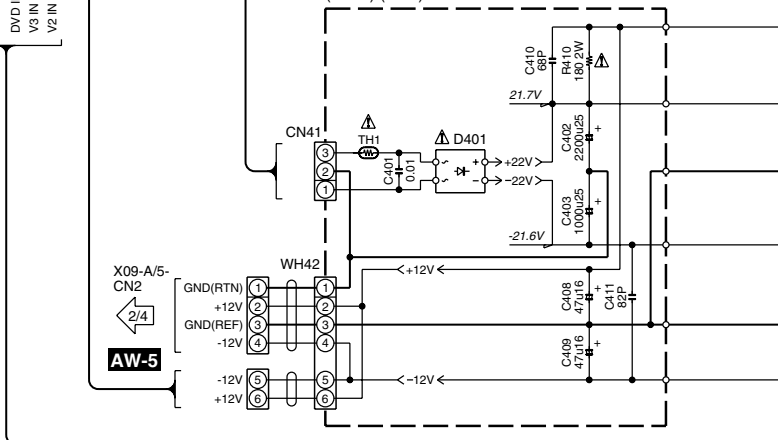 DVD I
V3 IN
V2 IN
C410
68P
R410
180 2W
21.7V
CN41
TH1
D401
3
2
1
C401
0.01
~
~
+
−
+22V
−22V
C402
2200u25
+
C403
1000u25
+
-21.6V
X09-A/5-
CN2
2/4
AW-5
WH42
GND(RTN) 1 1
+12V 2 2
GND(REF) 3 3
-12V 4 4
-12V 5 5
+12V 6 6
+12V
−12V
C408
47u16
+
C411
82P
C409
47u16
+